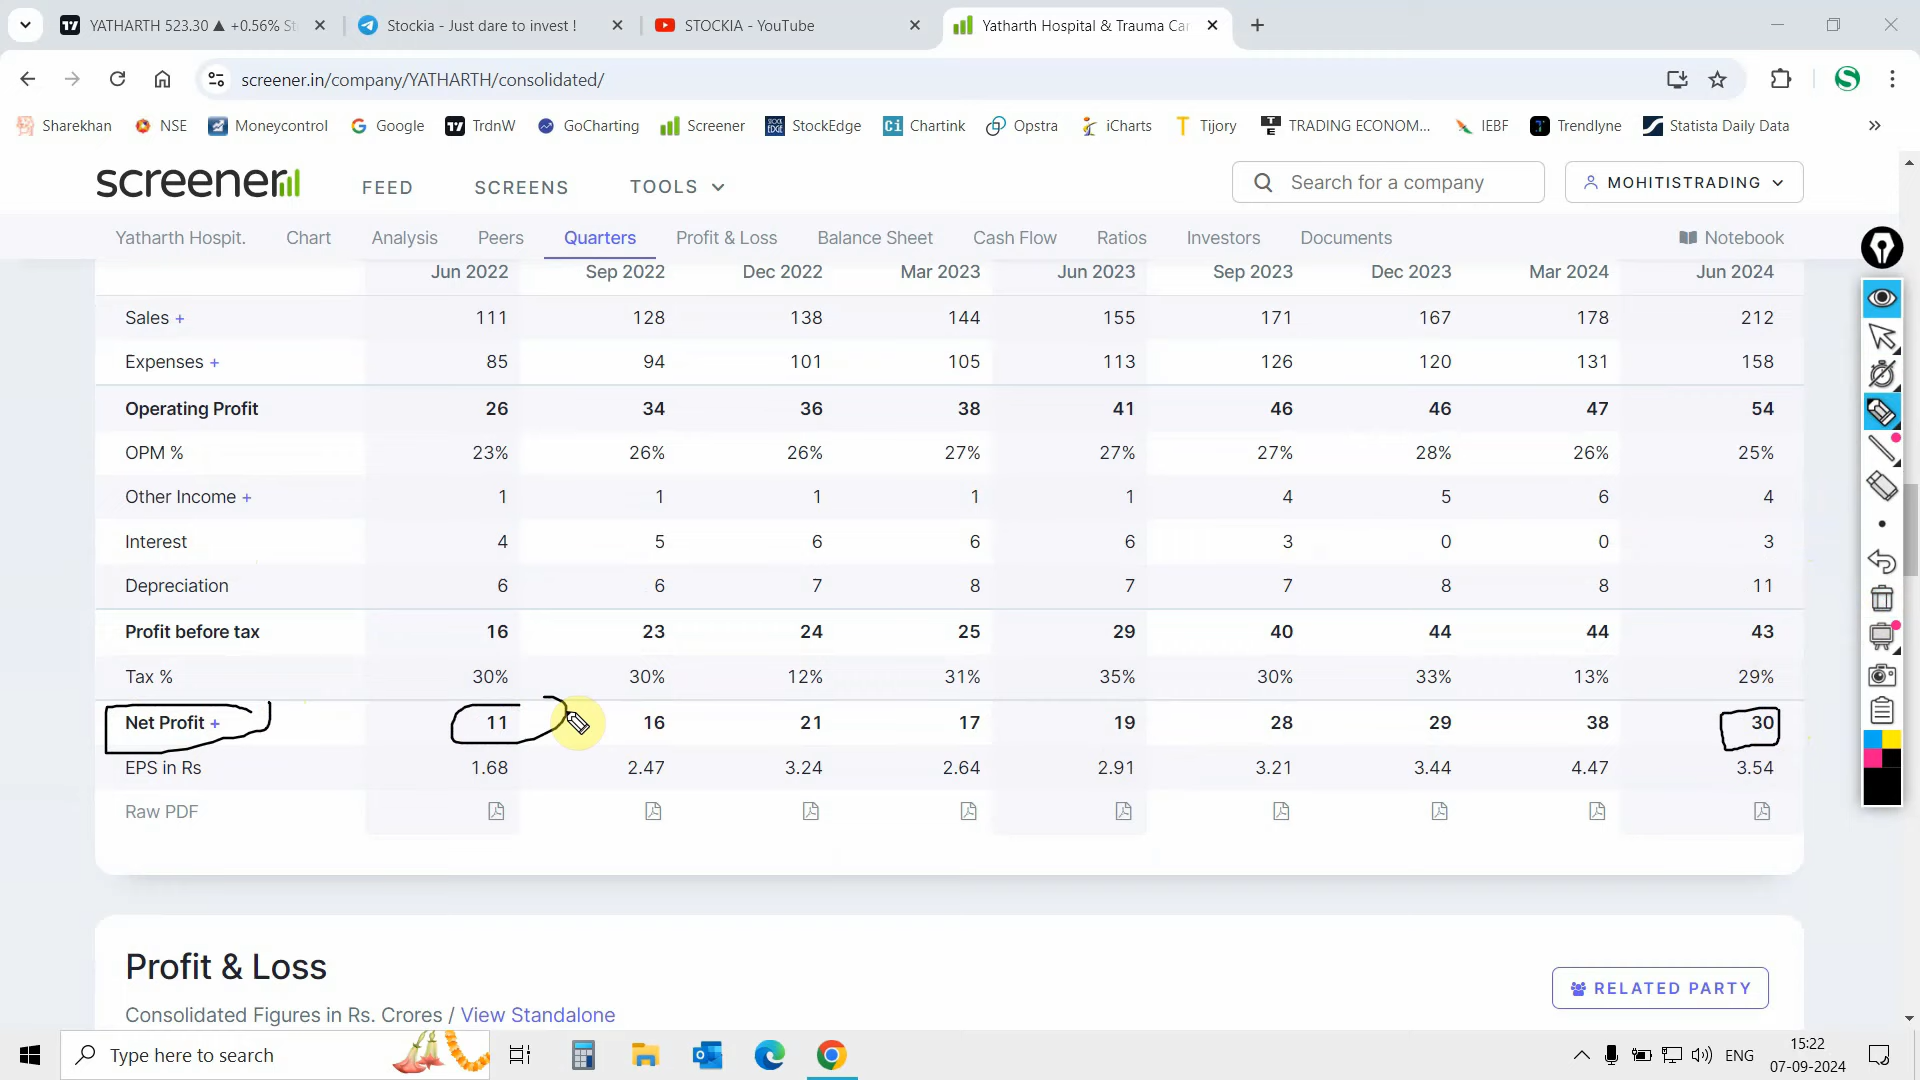 YATHARTH 523.30 ▲ +0.56% St
Stockia - Just dare to invest !
STOCKIA - YouTube
Yatharth Hospital & Trauma Car
screener.in/company/YATHARTH/consolidated/
Sharekhan NSE Moneycontrol Google TrdnW GoCharting Screener StockEdge Chartink Opstra iCharts Tijory TRADING ECONOM... IEBF Trendlyne Statista Daily Data »
screener FEED SCREENS TOOLS Search for a company MOHITISTRADING
Yatharth Hospit. Chart Analysis Peers Quarters Profit & Loss Balance Sheet Cash Flow Ratios Investors Documents Notebook
Jun 2022 Sep 2022 Dec 2022 Mar 2023 Jun 2023 Sep 2023 Dec 2023 Mar 2024 Jun 2024
Sales + 111 128 138 144 155 171 167 178 212
Expenses + 85 94 101 105 113 126 120 131 158
Operating Profit 26 34 36 38 41 46 46 47 54
OPM % 23% 26% 26% 27% 27% 27% 28% 26% 25%
Other Income + 1 1 1 1 1 4 5 6 4
Interest 4 5 6 6 6 3 0 0 3
Depreciation 6 6 7 8 7 7 8 8 11
Profit before tax 16 23 24 25 29 40 44 44 43
Tax % 30% 30% 12% 31% 35% 30% 33% 13% 29%
Net Profit + 11 16 21 17 19 28 29 38 30
EPS in Rs 1.68 2.47 3.24 2.64 2.91 3.21 3.44 4.47 3.54
Raw PDF
Profit & Loss
RELATED PARTY
Consolidated Figures in Rs. Crores / View Standalone
Type here to search
ENG
15:22
07-09-2024